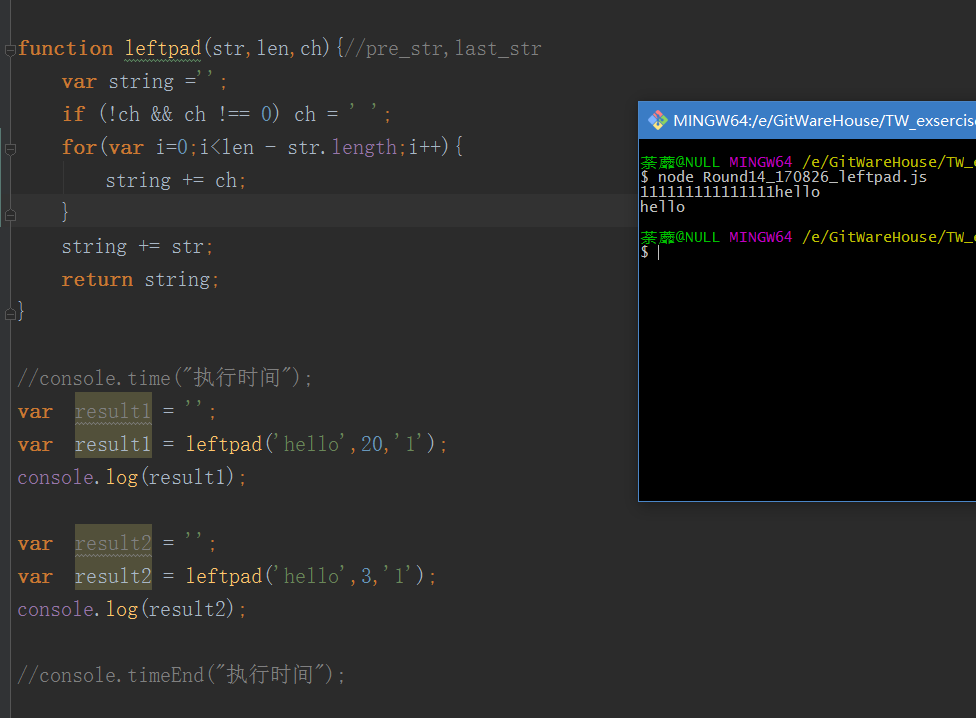 function leftpad(str,len,ch){//pre_str,last_str
    var string ='';
    if (!ch && ch !== 0) ch = ' ';
    for(var i=0;i<len - str.length;i++){
        string += ch;
    }
    string += str;
    return string;
}
//console.time("执行时间");
var  result1 = '';
var  result1 = leftpad('hello',20,'1');
console.log(result1);
var  result2 = '';
var  result2 = leftpad('hello',3,'1');
console.log(result2);
//console.timeEnd("执行时间");
MINGW64:/e/GitWareHouse/TW_exsercis
荼蘼@NULL MINGW64 /e/GitWareHouse/TW_
$ node Round14_170826_leftpad.js
111111111111111hello
hello
荼蘼@NULL MINGW64 /e/GitWareHouse/TW_
$